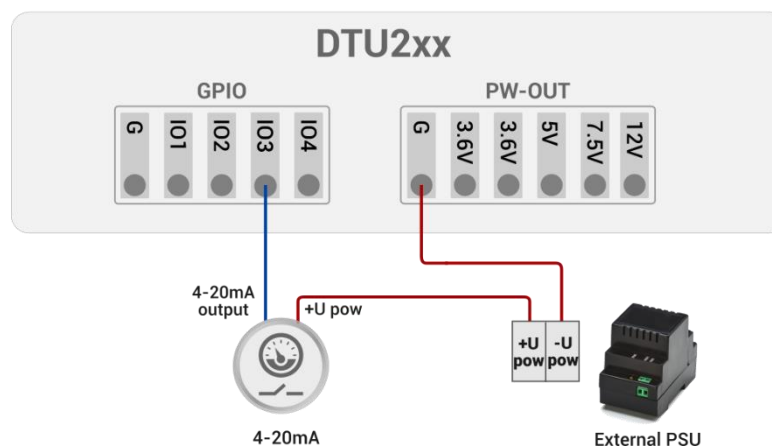 DTU2xx
GPIO
PW-OUT
G
IO1
IO2
IO3
IO4
G
3.6V
3.6V
5V
7.5V
12V
4-20mA
output
+U pow
+U
pow
-U
pow
4-20mA
External PSU